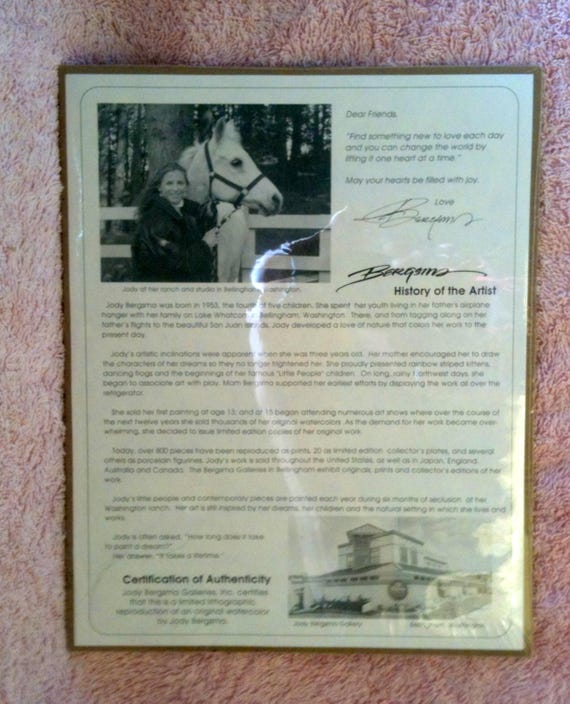 Dear Friends,
"Find something new to love each day
and you can change the world by
lifting it one heart at a time."
May your hearts be filled with joy.
Love
Bergsma
Jody at her ranch and studio in Bellingham, Washington.
Bergsma
History of the Artist
Jody Bergsma was born in 1953, the fourth of five children. She spent her youth living in her father's airplane
hanger with her family on Lake Whatcom in Bellingham, Washington. There, and from tagging along on her
father's flights to the beautiful San Juan Islands, Jody developed a love of nature that colors her work to the
present day.
Jody's artistic inclinations were apparent when she was three years old. Her mother encouraged her to draw
the characters of her dreams so they no longer frightened her. She proudly presented rainbow striped kittens,
dancing frogs and the beginnings of her famous "Little People" children. On long, rainy Northwest days, she
began to associate art with play. Mom Bergsma supported her earliest efforts by displaying the work all over the
refrigerator.
She sold her first painting at age 13; and at 15 began attending numerous art shows where over the course of
the next twelve years she sold thousands of her original watercolors. As the demand for her work became over-
whelming, she decided to issue limited edition copies of her original work.
Today, over 800 pieces have been reproduced as prints, 20 as limited edition collector's plates, and several
others as porcelain figurines. Jody's work is sold throughout the United States, as well as in Japan, England,
Australia and Canada. The Bergsma Galleries in Bellingham exhibit originals, prints and collector's editions of her
work.
Jody's little people and contemporary pieces are painted each year during six months of seclusion at her
Washington ranch. Her art is still inspired by her dreams, her children and the natural setting in which she lives and
works.
Jody is often asked, "How long does it take
to paint a dream?"
Her answer, "It takes a lifetime."
Certification of Authenticity
Jody Bergsma Galleries, Inc. certifies
that this is a limited lithographic
reproduction of an original watercolor
by Jody Bergsma.
Jody Bergsma Gallery
Bellingham, Washington